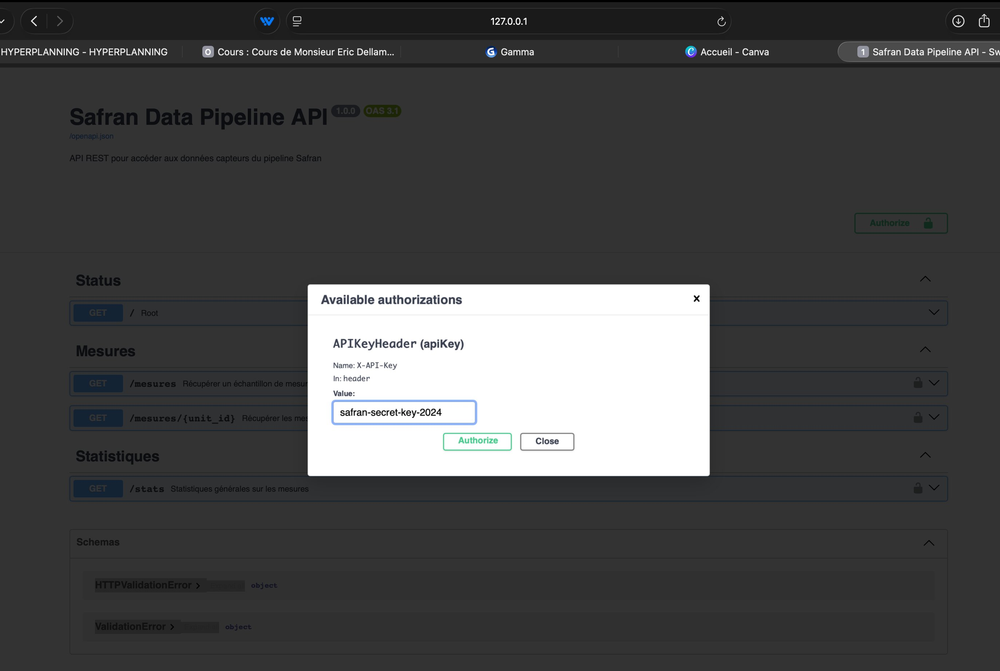 127.0.0.1
HYPERPLANNING - HYPERPLANNING
O Cours : Cours de Monsieur Eric Dellam...
Gamma
Accueil - Canva
1 Safran Data Pipeline API - Sw
Safran Data Pipeline API 1.0.0 OAS 3.1
/openapi.json
API REST pour accéder aux données capteurs du pipeline Safran
Authorize
Status
GET / Root
Mesures
GET /mesures Récupérer un échantillon de mesur
GET /mesures/{unit_id} Récupérer les mes
Statistiques
GET /stats Statistiques générales sur les mesures
Available authorizations
APIKeyHeader (apiKey)
Name: X-API-Key
In: header
Value:
safran-secret-key-2024
Authorize Close
Schemas
HTTPValidationError object
ValidationError object